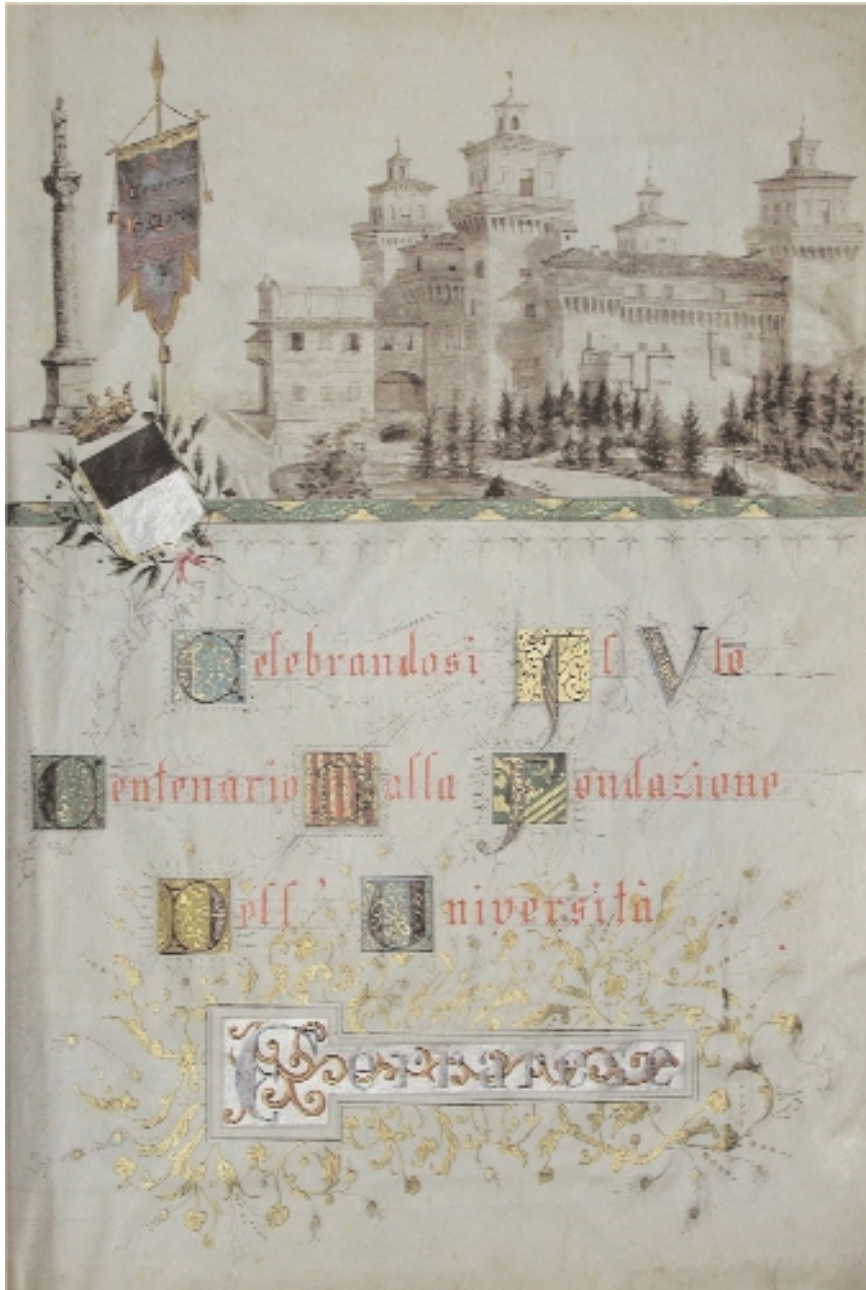 Celebrandosi Il Vto
Centenario Dalla Fondazione
Dell' Università
Ferrarese